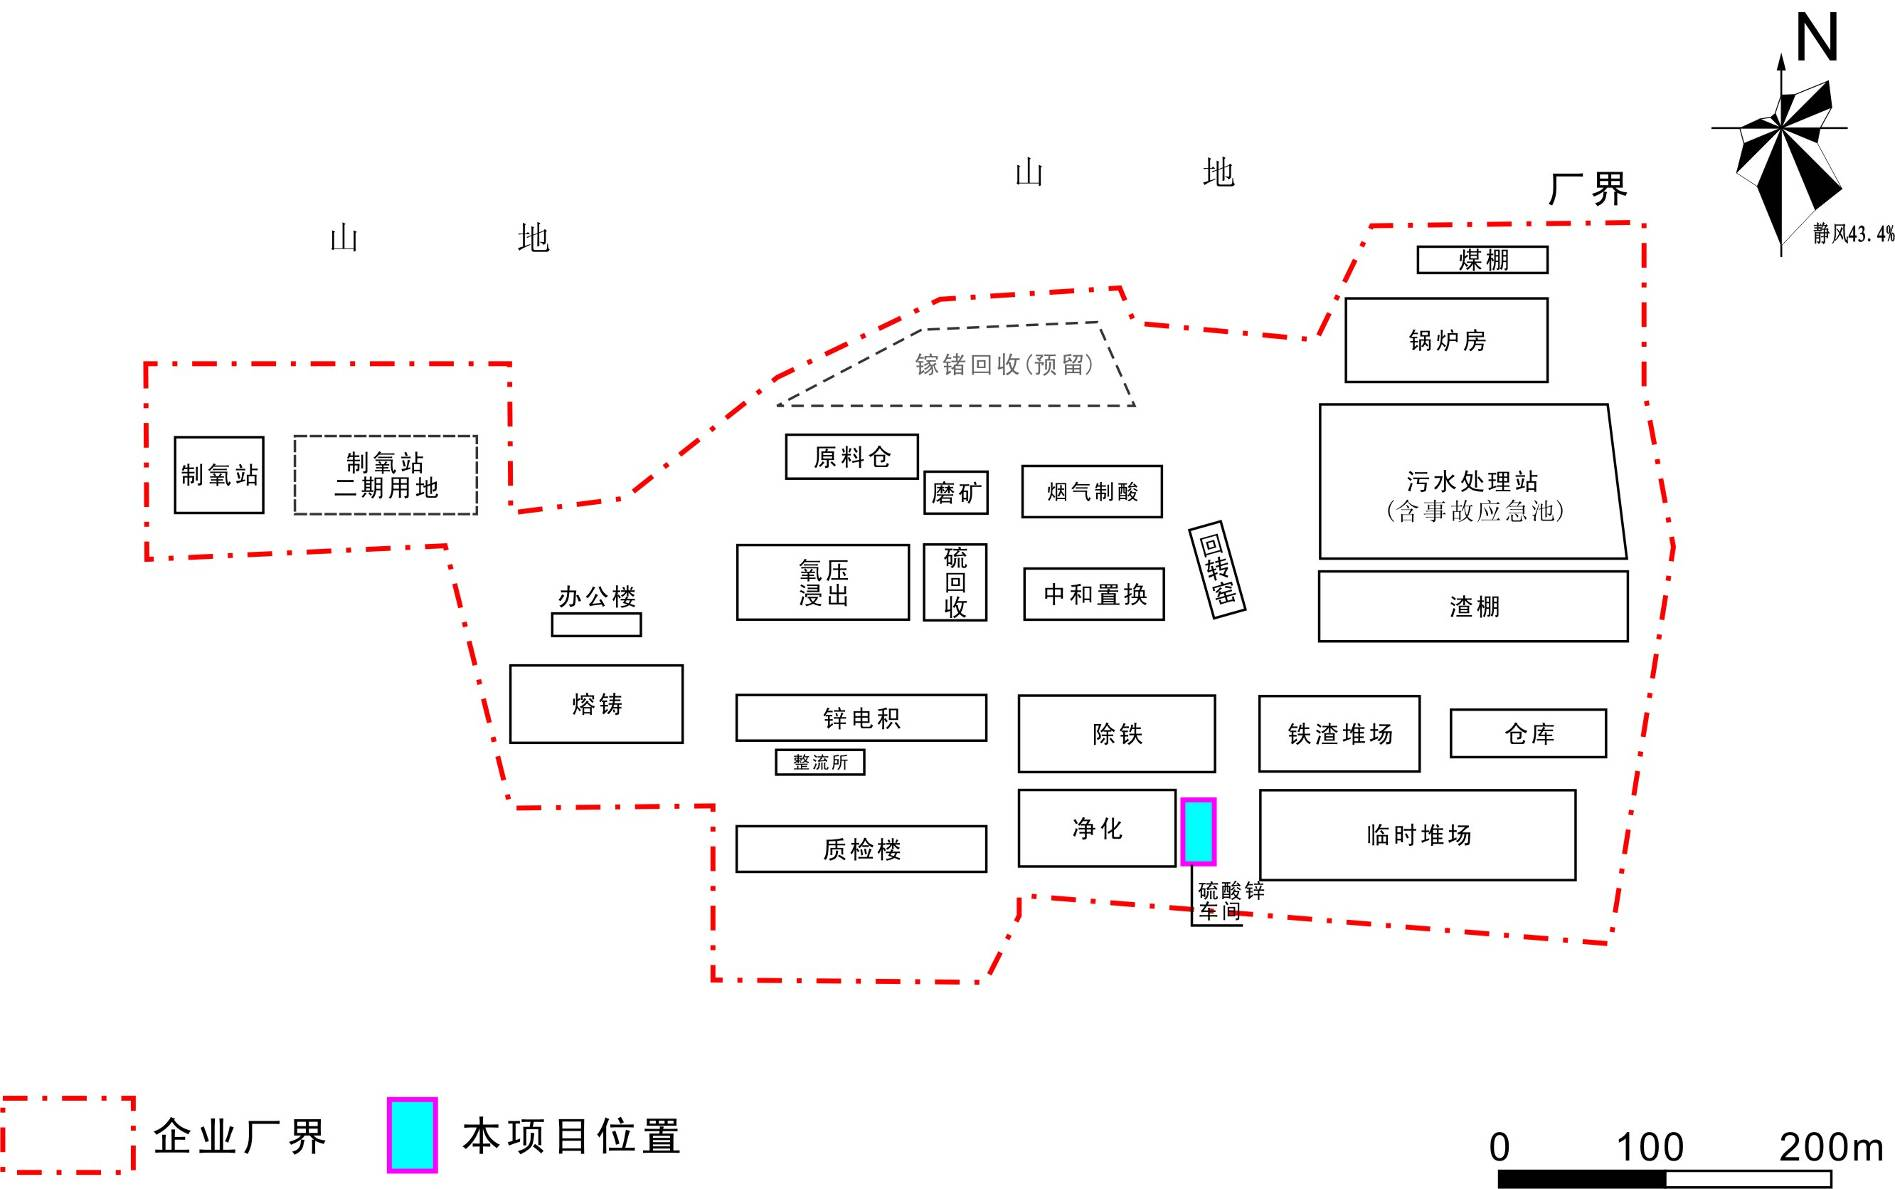 N
山 地
厂界
山 地
静风43.4%
煤棚
锅炉房
镓锗回收(预留)
原料仓
制氧站
制氧站
二期用地
磨矿
烟气制酸
污水处理站
(含事故应急池)
回转窑
氧压
浸出
硫回收
中和置换
办公楼
渣棚
熔铸
锌电积
除铁
铁渣堆场
仓库
整流所
净化
临时堆场
质检楼
硫酸锌
车间
企业厂界
本项目位置
0 100 200m